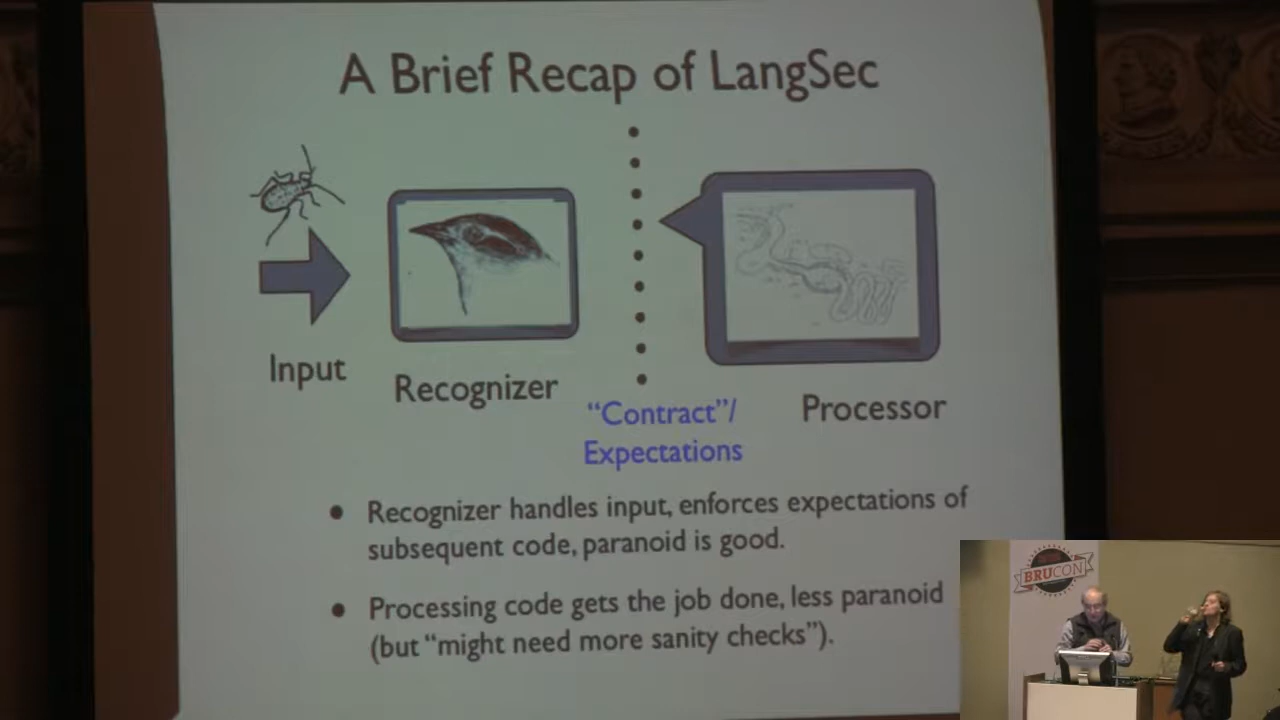 A Brief Recap of LangSec
Input
Recognizer
"Contract"/
Expectations
Processor
• Recognizer handles input, enforces expectations of
subsequent code, paranoid is good.
• Processing code gets the job done, less paranoid
(but "might need more sanity checks").
BRUCON